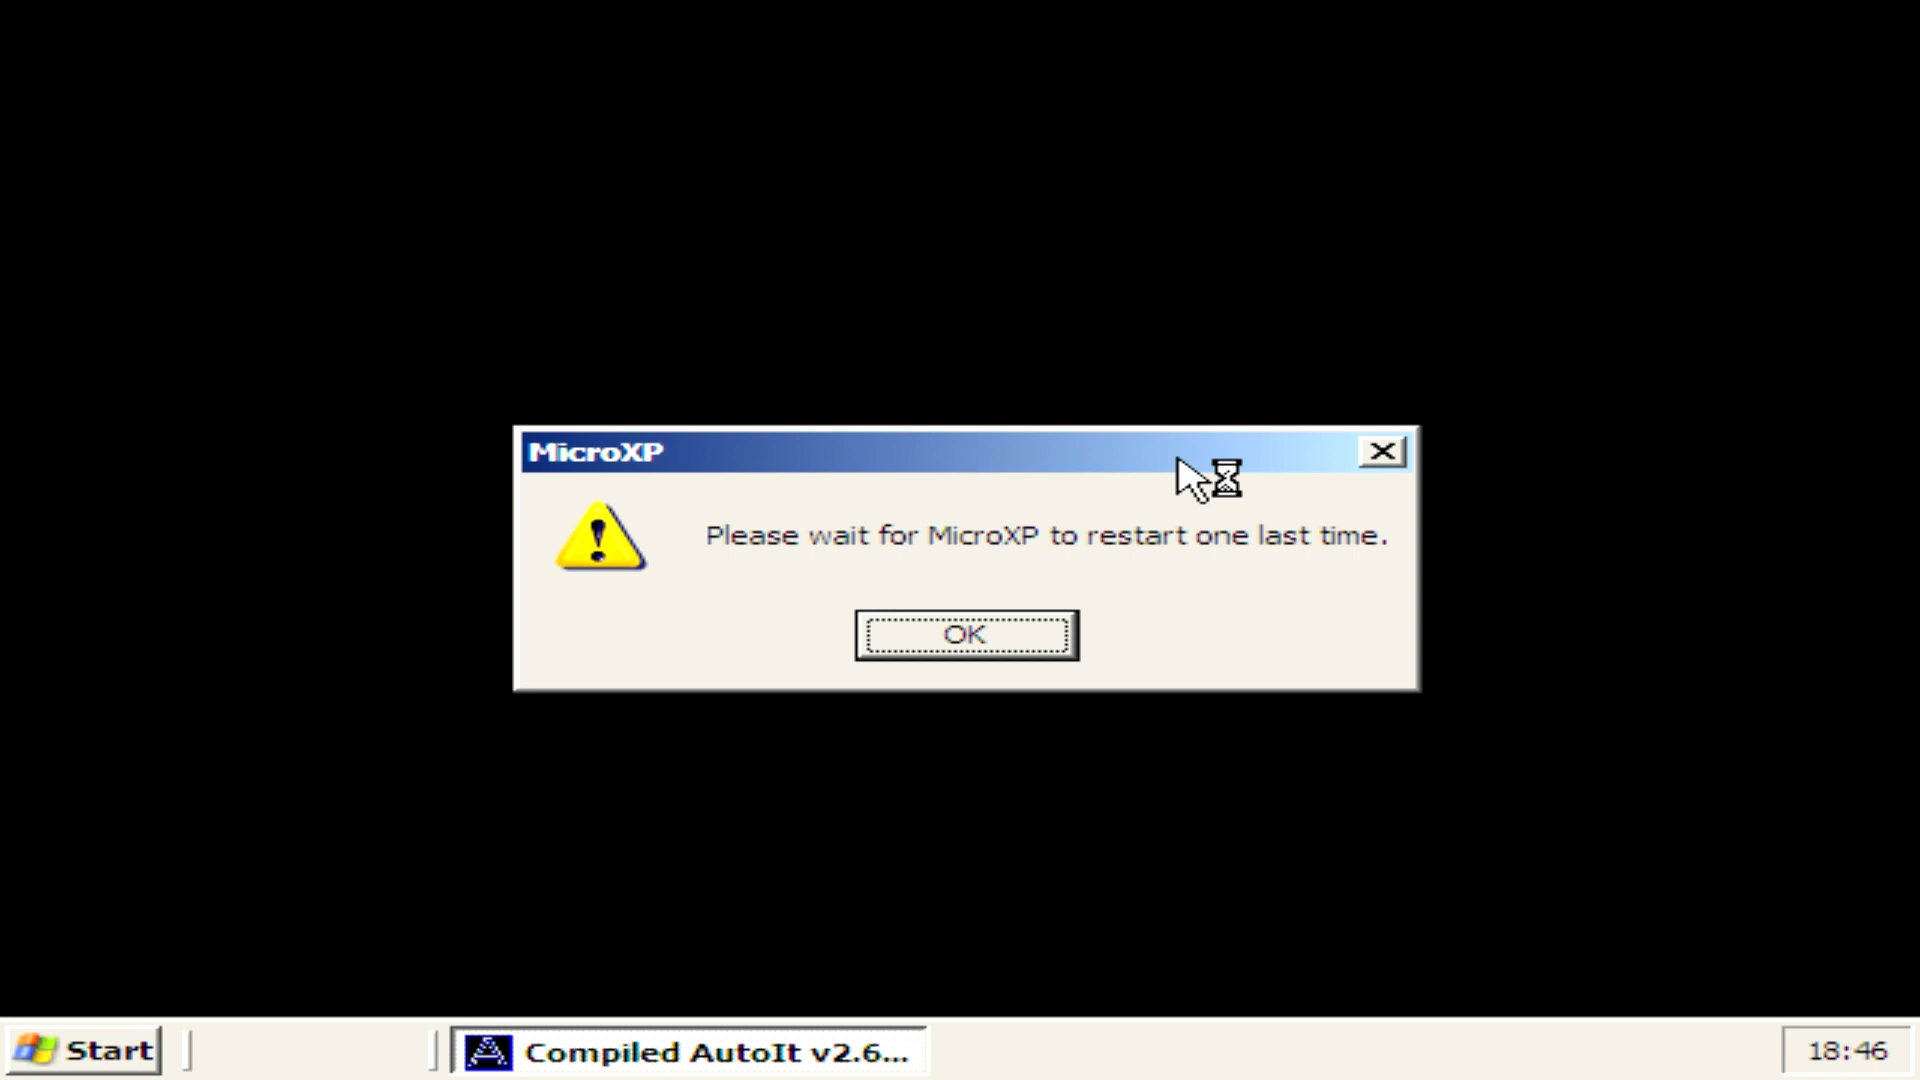 MicroXP
Please wait for MicroXP to restart one last time.
OK
Start
Compiled AutoIt v2.6...
18:46